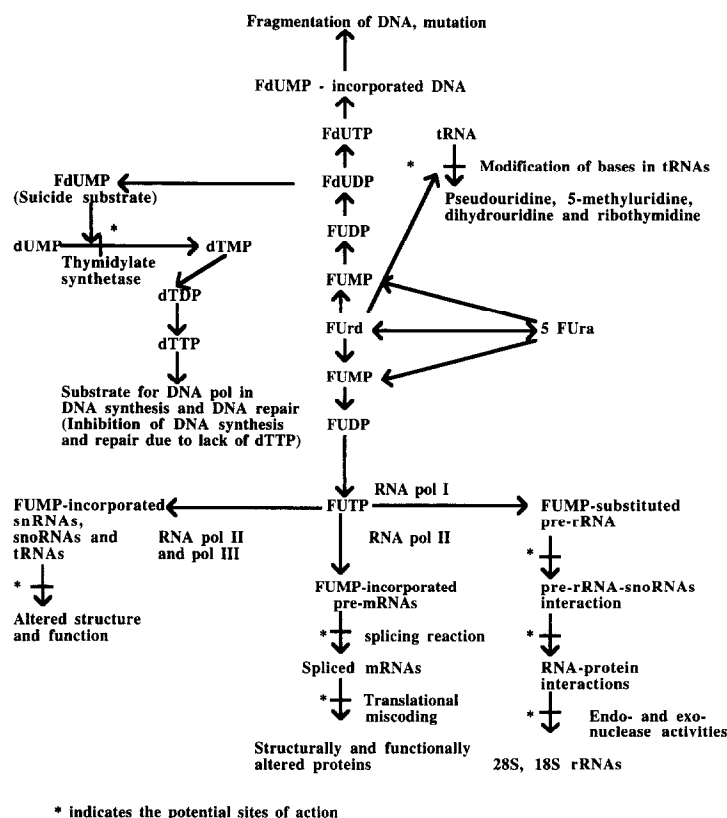 Fragmentation of DNA, mutation
FdUMP - incorporated DNA
FdUTP
tRNA
*
Modification of bases in tRNAs
FdUMP
(Suicide substrate)
FdUDP
Pseudouridine, 5-methyluridine,
dihydrouridine and ribothymidine
*
FUDP
dUMP
dTMP
Thymidylate
synthetase
FUMP
dTDP
FUrd
5 FUra
dTTP
FUMP
Substrate for DNA pol in
DNA synthesis and DNA repair
(Inhibition of DNA synthesis
and repair due to lack of dTTP)
FUDP
RNA pol I
FUMP-incorporated
snRNAs,
snoRNAs and
tRNAs
FUTP
FUMP-substituted
pre-rRNA
RNA pol II
and pol III
RNA pol II
*
*
FUMP-incorporated
pre-mRNAs
pre-rRNA-snoRNAs
interaction
Altered structure
and function
* splicing reaction
*
Spliced mRNAs
RNA-protein
interactions
* Translational
miscoding
* Endo- and exo-
nuclease activities
Structurally and functionally
altered proteins
28S, 18S rRNAs
* indicates the potential sites of action